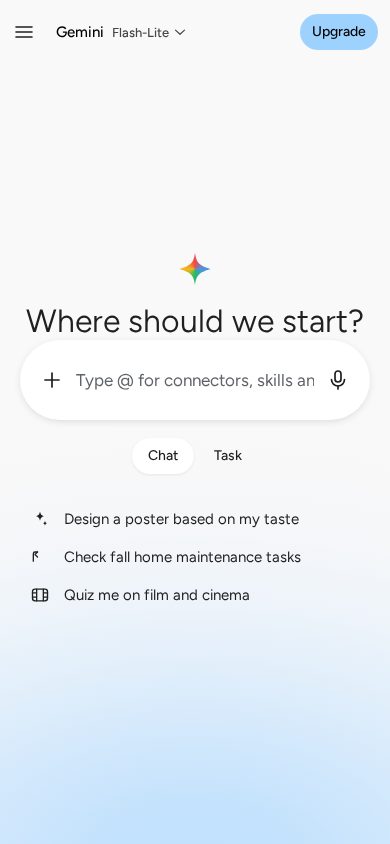 Gemini Flash-Lite
Upgrade
Where should we start?
Type @ for connectors, skills an
Chat
Task
Design a poster based on my taste
Check fall home maintenance tasks
Quiz me on film and cinema